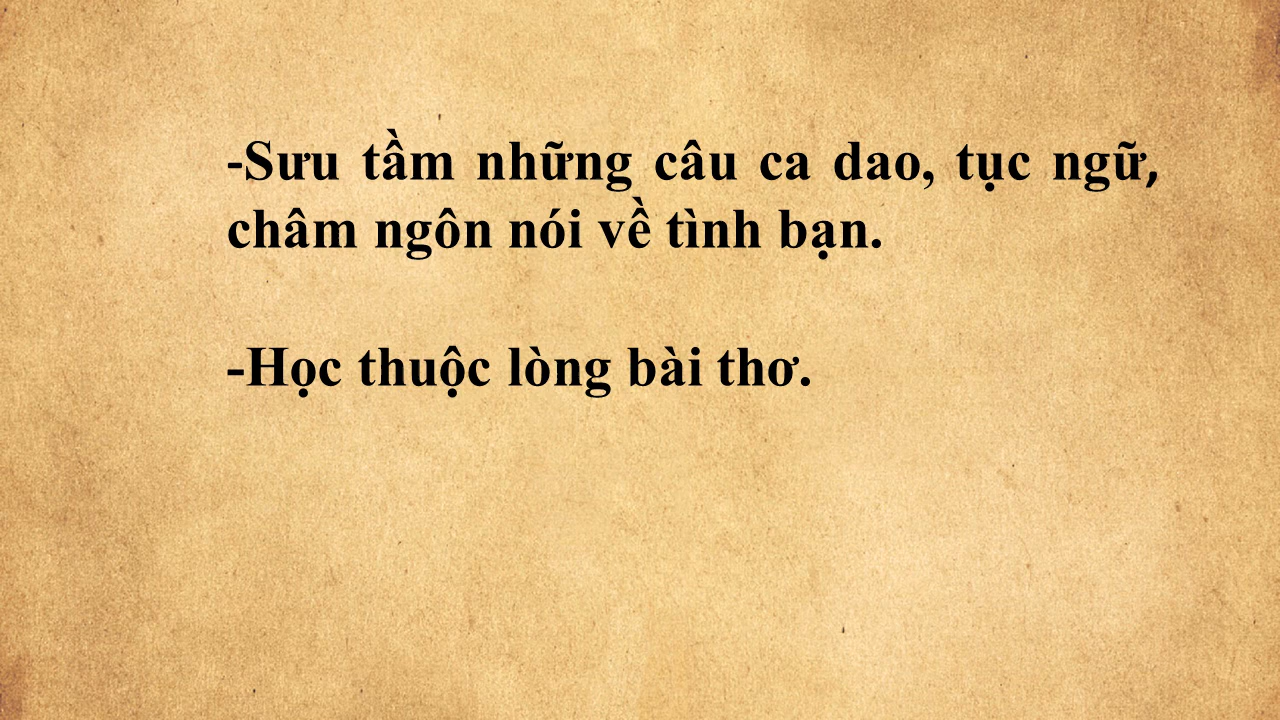 -Sưu tầm những câu ca dao, tục ngữ,
châm ngôn nói về tình bạn.
-Học thuộc lòng bài thơ.